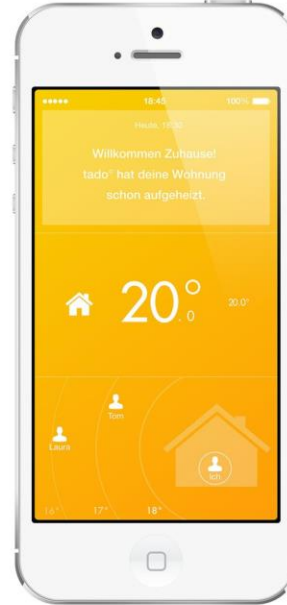 18:45
100%
Heute, 18:30
Willkommen Zuhause!
tado° hat deine Wohnung
schon aufgeheizt.
20.0°
20.0°
Tom
Laura
Ich
16° 17° 18°